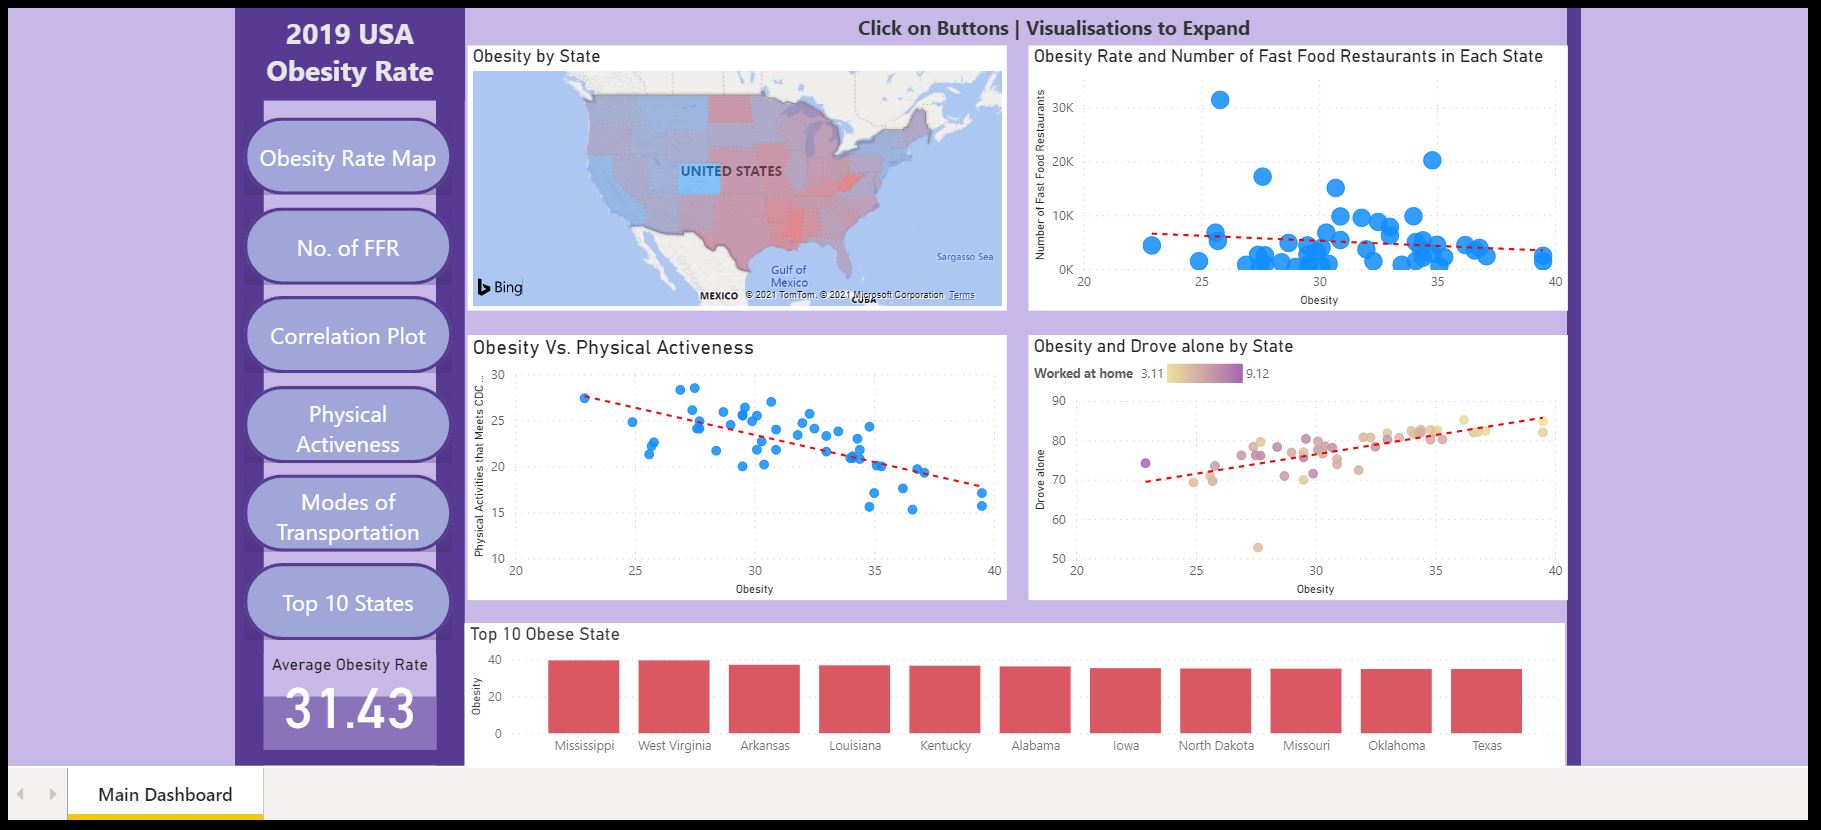 2019 USA
Obesity Rate
Obesity Rate Map
No. of FFR
Correlation Plot
Physical
Activeness
Modes of
Transportation
Top 10 States
Average Obesity Rate
31.43
Click on Buttons | Visualisations to Expand
Obesity by State
UNITED STATES
Sargasso Sea
Gulf of
Mexico
MEXICO
CUBA
Bing
© 2021 TomTom, © 2021 Microsoft Corporation Terms
Obesity Rate and Number of Fast Food Restaurants in Each State
Number of Fast Food Restaurants
30K
20K
10K
0K
20 25 30 35 40
Obesity
Obesity Vs. Physical Activeness
Physical Activities that Meets CDC ...
30
25
20
15
10
20 25 30 35 40
Obesity
Obesity and Drove alone by State
Worked at home 3.11 9.12
Drove alone
90
80
70
60
50
20 25 30 35 40
Obesity
Top 10 Obese State
Obesity
40
20
0
Mississippi West Virginia Arkansas Louisiana Kentucky Alabama Iowa North Dakota Missouri Oklahoma Texas
Main Dashboard